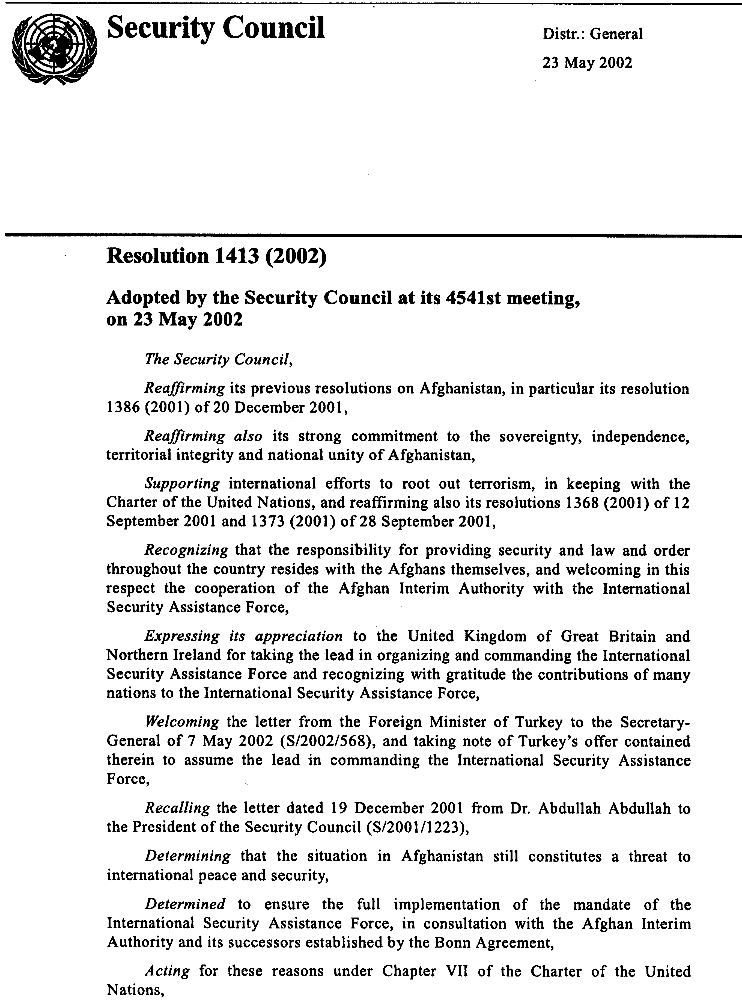 Security Council
Distr.: General
23 May 2002
Resolution 1413 (2002)
Adopted by the Security Council at its 4541st meeting,
on 23 May 2002
The Security Council,
Reaffirming its previous resolutions on Afghanistan, in particular its resolution
1386 (2001) of 20 December 2001,
Reaffirming also its strong commitment to the sovereignty, independence,
territorial integrity and national unity of Afghanistan,
Supporting international efforts to root out terrorism, in keeping with the
Charter of the United Nations, and reaffirming also its resolutions 1368 (2001) of 12
September 2001 and 1373 (2001) of 28 September 2001,
Recognizing that the responsibility for providing security and law and order
throughout the country resides with the Afghans themselves, and welcoming in this
respect the cooperation of the Afghan Interim Authority with the International
Security Assistance Force,
Expressing its appreciation to the United Kingdom of Great Britain and
Northern Ireland for taking the lead in organizing and commanding the International
Security Assistance Force and recognizing with gratitude the contributions of many
nations to the International Security Assistance Force,
Welcoming the letter from the Foreign Minister of Turkey to the Secretary-
General of 7 May 2002 (S/2002/568), and taking note of Turkey's offer contained
therein to assume the lead in commanding the International Security Assistance
Force,
Recalling the letter dated 19 December 2001 from Dr. Abdullah Abdullah to
the President of the Security Council (S/2001/1223),
Determining that the situation in Afghanistan still constitutes a threat to
international peace and security,
Determined to ensure the full implementation of the mandate of the
International Security Assistance Force, in consultation with the Afghan Interim
Authority and its successors established by the Bonn Agreement,
Acting for these reasons under Chapter VII of the Charter of the United
Nations,